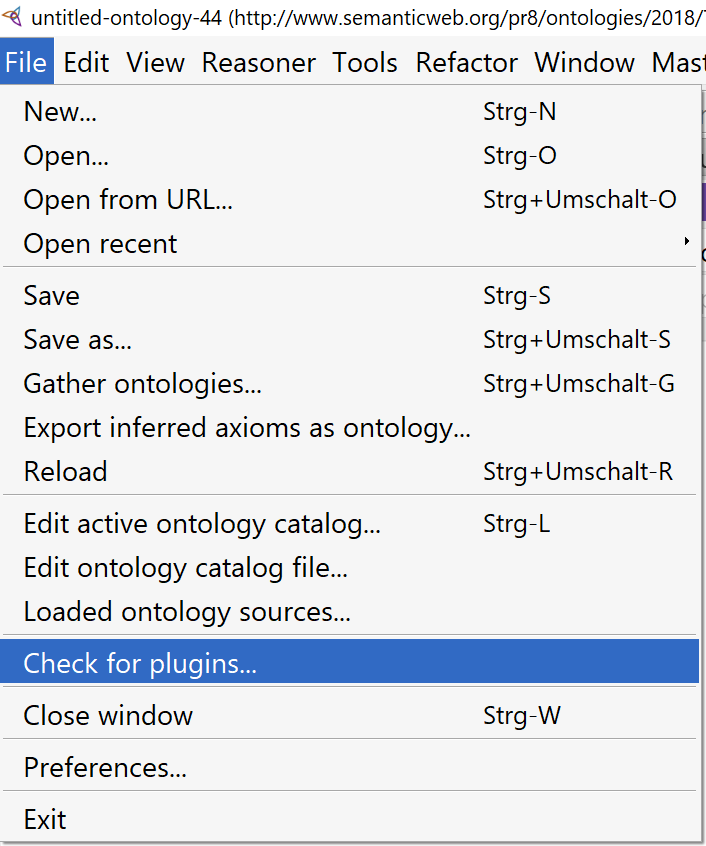 untitled-ontology-44 (http://www.semanticweb.org/pr8/ontologies/2018/
File Edit View Reasoner Tools Refactor Window Mast
New... Strg-N
Open... Strg-O
Open from URL... Strg+Umschalt-O
Open recent
Save Strg-S
Save as... Strg+Umschalt-S
Gather ontologies... Strg+Umschalt-G
Export inferred axioms as ontology...
Reload Strg+Umschalt-R
Edit active ontology catalog... Strg-L
Edit ontology catalog file...
Loaded ontology sources...
Check for plugins...
Close window Strg-W
Preferences...
Exit